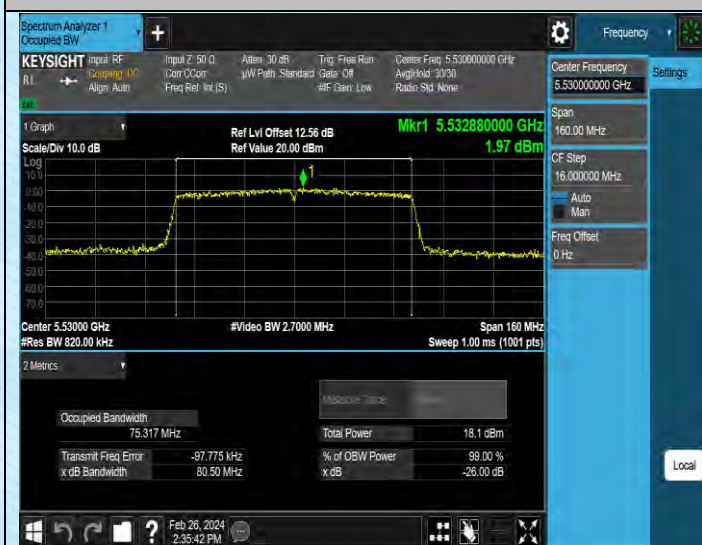 Spectrum Analyzer 1
Occupied BW
+
Frequency
KEYSIGHT
Input: RF
Coupling: DC
Align: Auto
RL
Input Z: 50 Ω
Corr CCorr
Freq Ref: Int (S)
Atten: 30 dB
µW Path: Standard
Trig: Free Run
Gate: Off
#IF Gain: Low
Center Freq: 5.530000000 GHz
Avg|Hold: 30/30
Radio Std: None
Center Frequency
5.530000000 GHz
Settings
Span
160.00 MHz
CF Step
16.000000 MHz
Auto
Man
Freq Offset
0 Hz
1 Graph
Scale/Div 10.0 dB
Ref Lvl Offset 12.56 dB
Ref Value 20.00 dBm
Mkr1 5.532880000 GHz
1.97 dBm
Log
10.0
0.00
-10.0
-20.0
-30.0
-40.0
-50.0
-60.0
-70.0
1
Center 5.53000 GHz
#Res BW 820.00 kHz
#Video BW 2.7000 MHz
Span 160 MHz
Sweep 1.00 ms (1001 pts)
2 Metrics
Measure Trace
Occupied Bandwidth
75.317 MHz
Total Power 18.1 dBm
Transmit Freq Error -97.775 kHz
% of OBW Power 99.00 %
x dB Bandwidth 80.50 MHz
x dB -26.00 dB
Local
?
Feb 26, 2024
2:35:42 PM